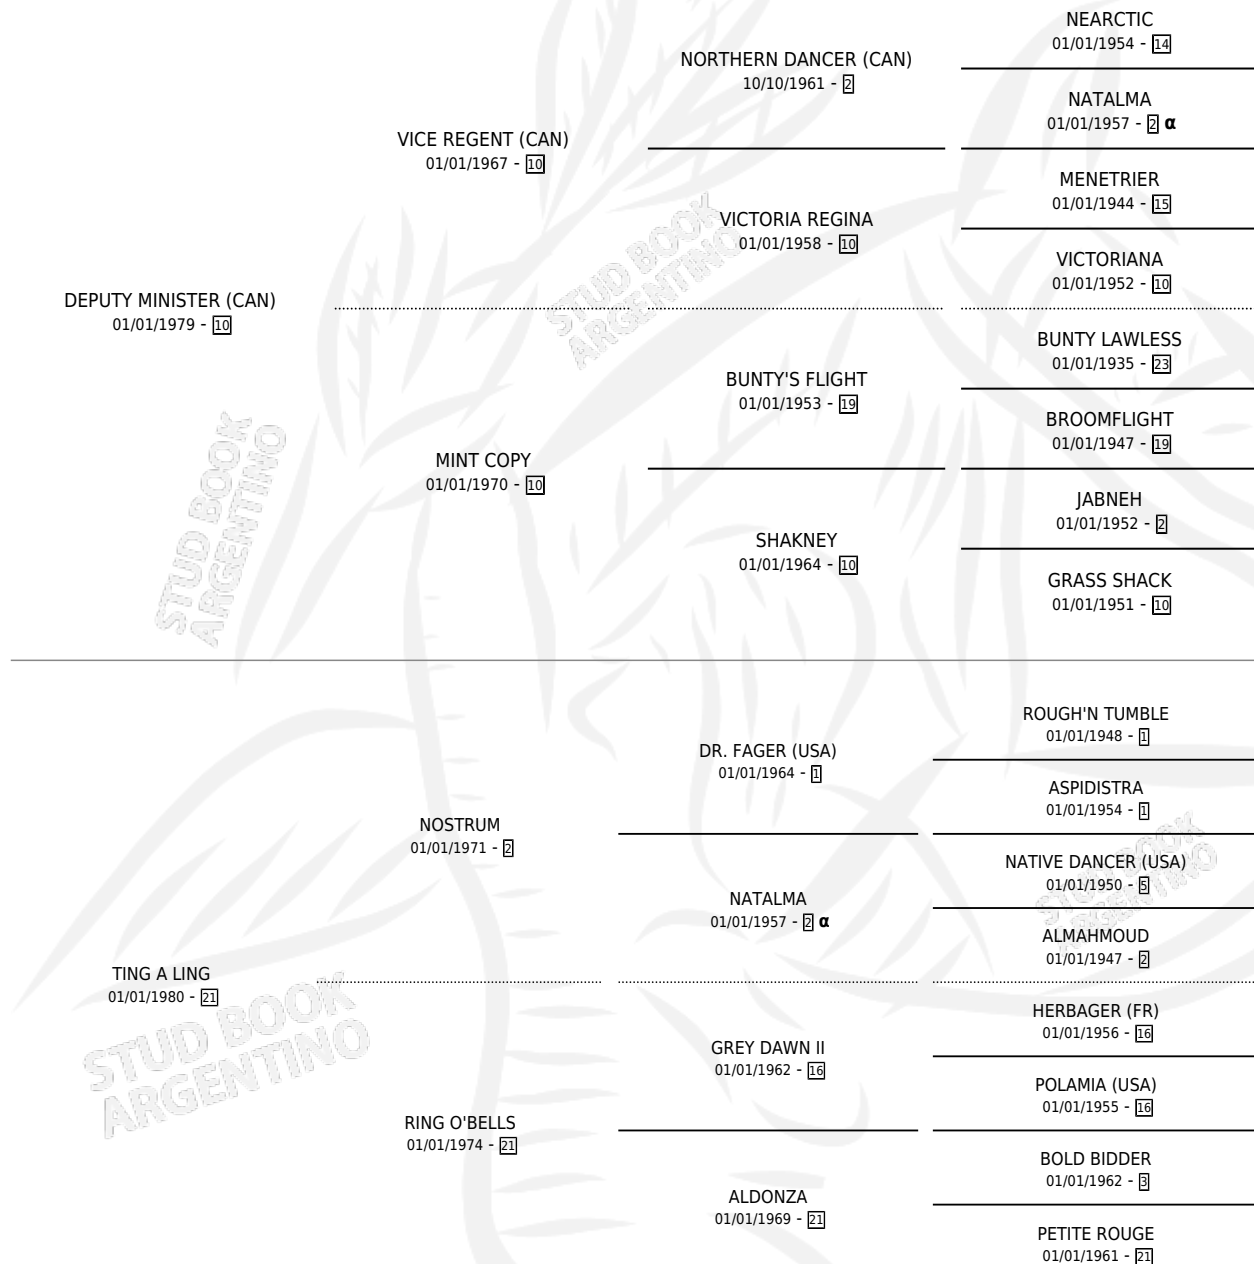 NEARCTIC
01/01/1954 - 14
NORTHERN DANCER (CAN)
10/10/1961 - 2
NATALMA
01/01/1957 - 2 α
VICE REGENT (CAN)
01/01/1967 - 10
MENETRIER
01/01/1944 - 15
VICTORIA REGINA
01/01/1958 - 10
VICTORIANA
01/01/1952 - 10
DEPUTY MINISTER (CAN)
01/01/1979 - 10
STUD BOOK
ARGENTINO
BUNTY LAWLESS
01/01/1935 - 23
BUNTY'S FLIGHT
01/01/1953 - 19
BROOMFLIGHT
01/01/1947 - 19
MINT COPY
01/01/1970 - 10
JABNEH
01/01/1952 - 2
SHAKNEY
01/01/1964 - 10
GRASS SHACK
01/01/1951 - 10
STUD BOOK
ARGENTINO
ROUGH'N TUMBLE
01/01/1948 - 1
DR. FAGER (USA)
01/01/1964 - 1
ASPIDISTRA
01/01/1954 - 1
NOSTRUM
01/01/1971 - 2
NATIVE DANCER (USA)
01/01/1950 - 5
STUD BOOK
ARGENTINO
NATALMA
01/01/1957 - 2 α
ALMAHMOUD
01/01/1947 - 2
TING A LING
01/01/1980 - 21
STUD BOOK
ARGENTINO
HERBAGER (FR)
01/01/1956 - 16
GREY DAWN II
01/01/1962 - 16
POLAMIA (USA)
01/01/1955 - 16
RING O'BELLS
01/01/1974 - 21
BOLD BIDDER
01/01/1962 - 3
ALDONZA
01/01/1969 - 21
PETITE ROUGE
01/01/1961 - 21